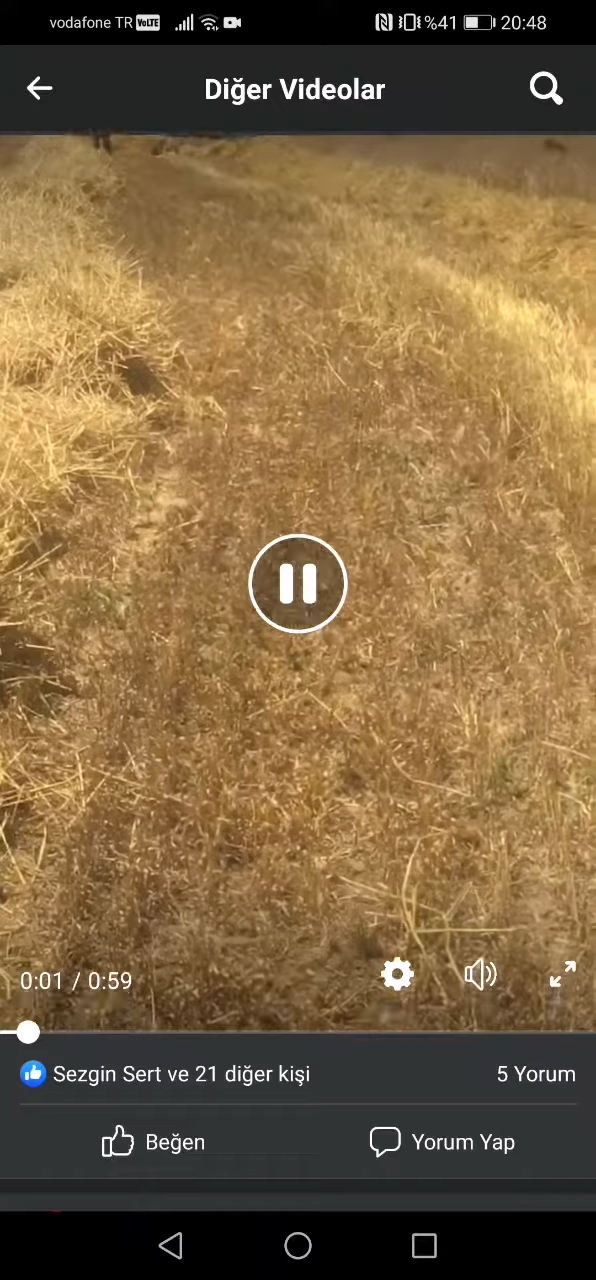 vodafone TR VoLTE %41 20:48
Diğer Videolar
0:01 / 0:59
Sezgin Sert ve 21 diğer kişi 5 Yorum
Beğen Yorum Yap